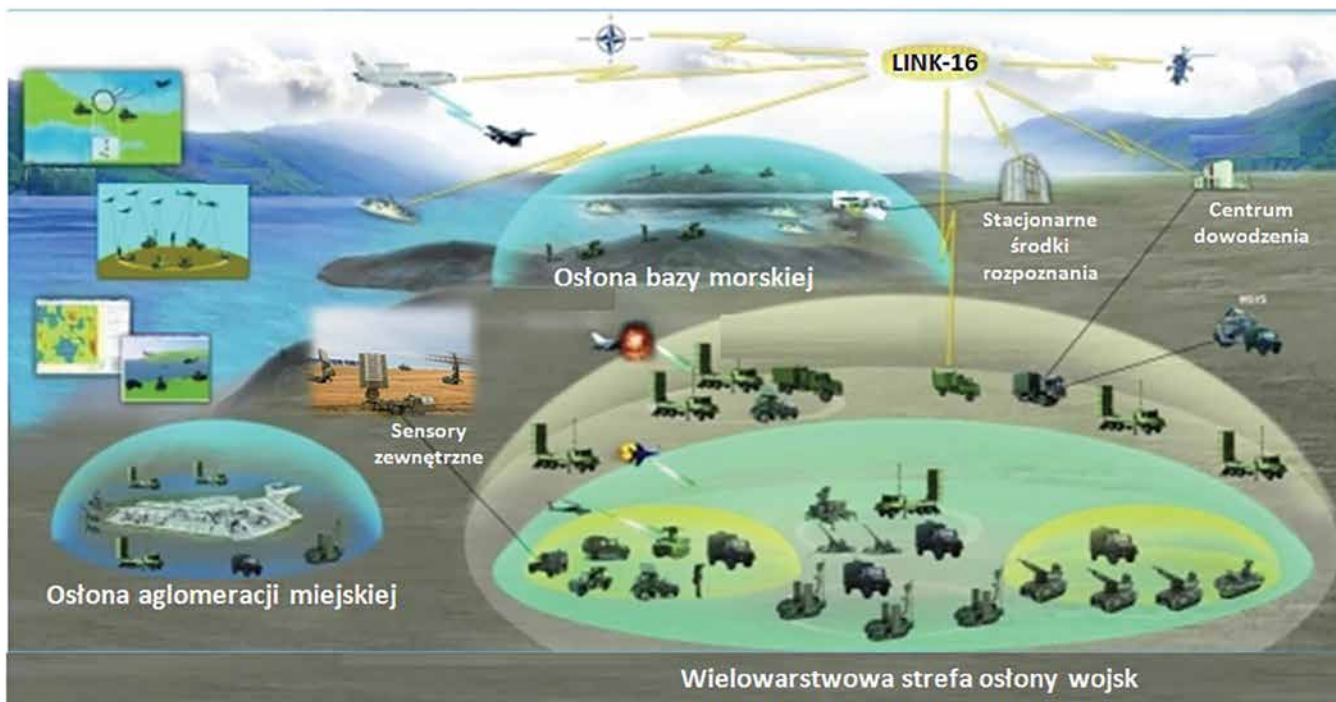 LINK-16
Stacjonarne
środki
rozpoznania
Centrum
dowodzenia
Osłona bazy morskiej
Sensory
zewnętrzne
Osłona aglomeracji miejskiej
Wielowarstwowa strefa osłony wojsk